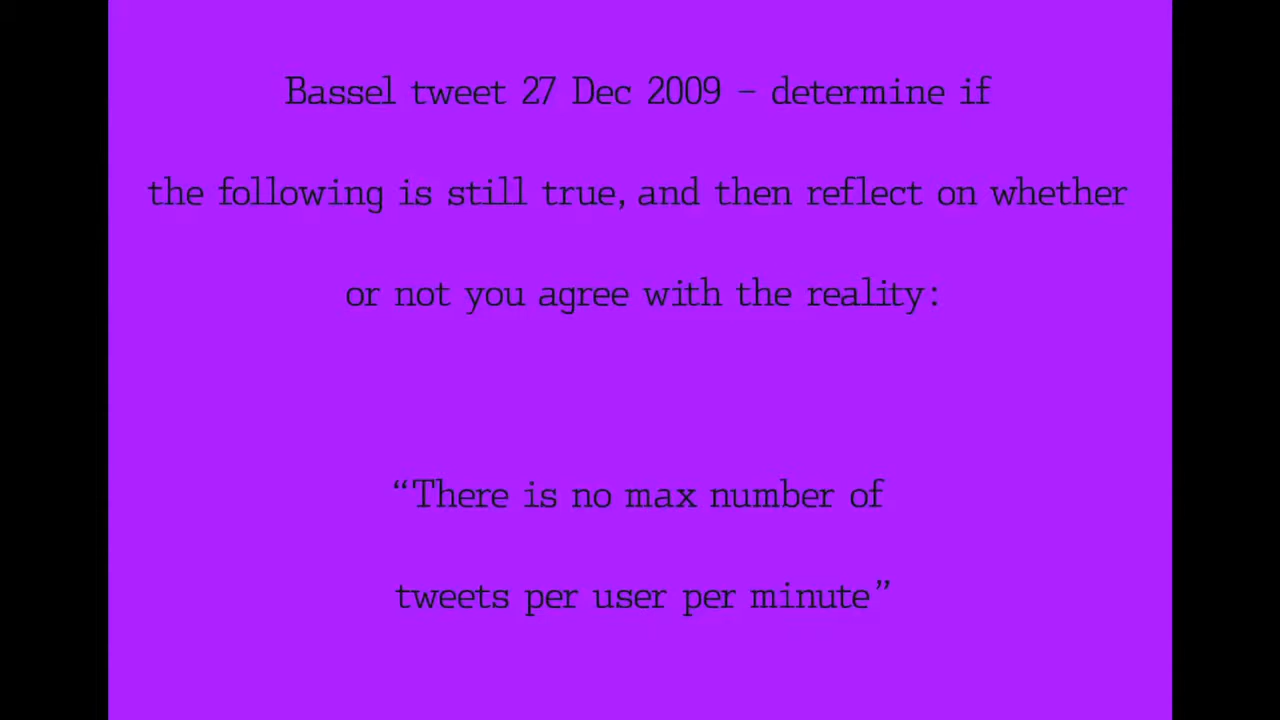 Bassel tweet 27 Dec 2009 – determine if
the following is still true, and then reflect on whether
or not you agree with the reality:
“There is no max number of
tweets per user per minute”